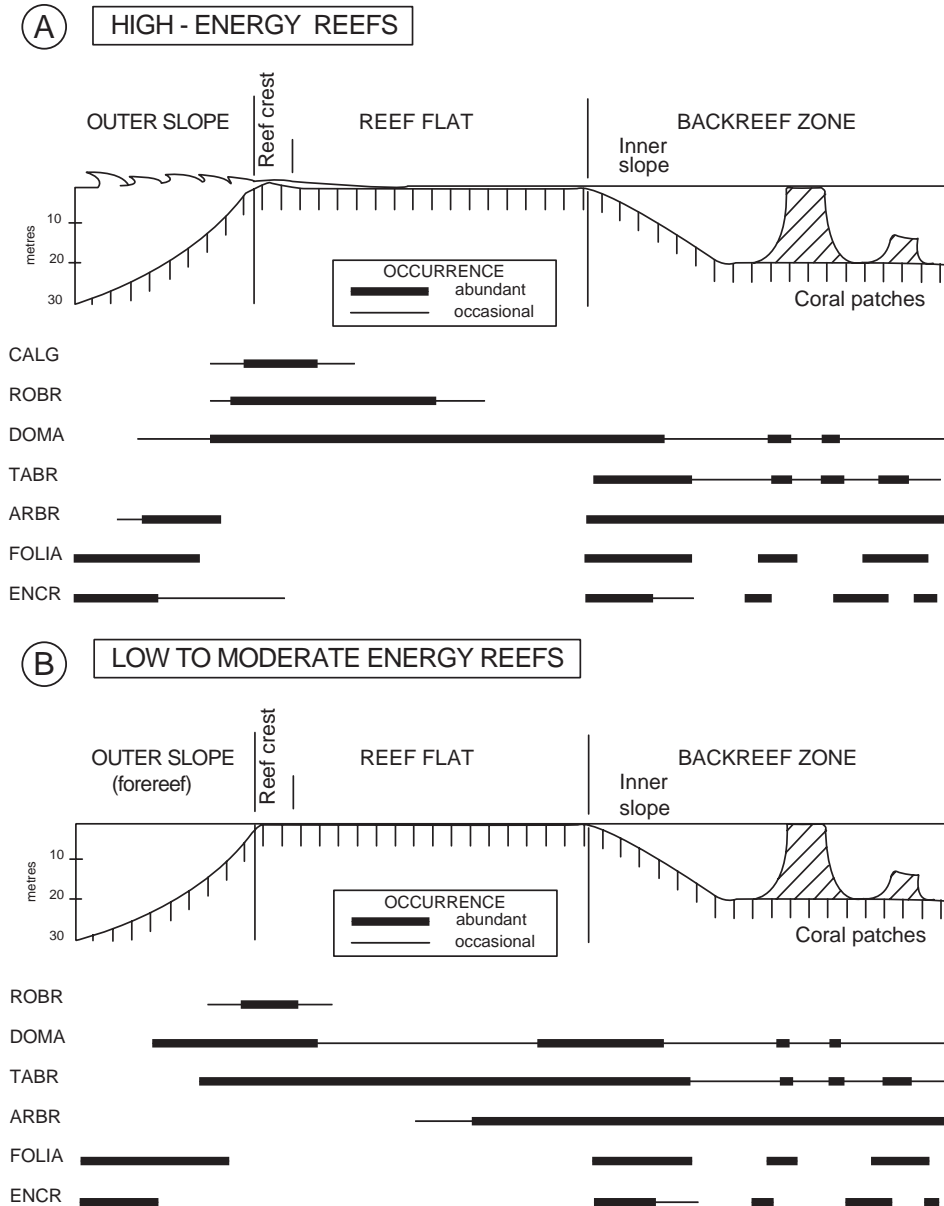 A
HIGH - ENERGY REEFS
OUTER SLOPE
Reef crest
REEF FLAT
BACKREEF ZONE
Inner
slope
metres
10
20
30
OCCURRENCE
abundant
occasional
Coral patches
CALG
ROBR
DOMA
TABR
ARBR
FOLIA
ENCR
B
LOW TO MODERATE ENERGY REEFS
OUTER SLOPE
(forereef)
Reef crest
REEF FLAT
BACKREEF ZONE
Inner
slope
metres
10
20
30
OCCURRENCE
abundant
occasional
Coral patches
ROBR
DOMA
TABR
ARBR
FOLIA
ENCR